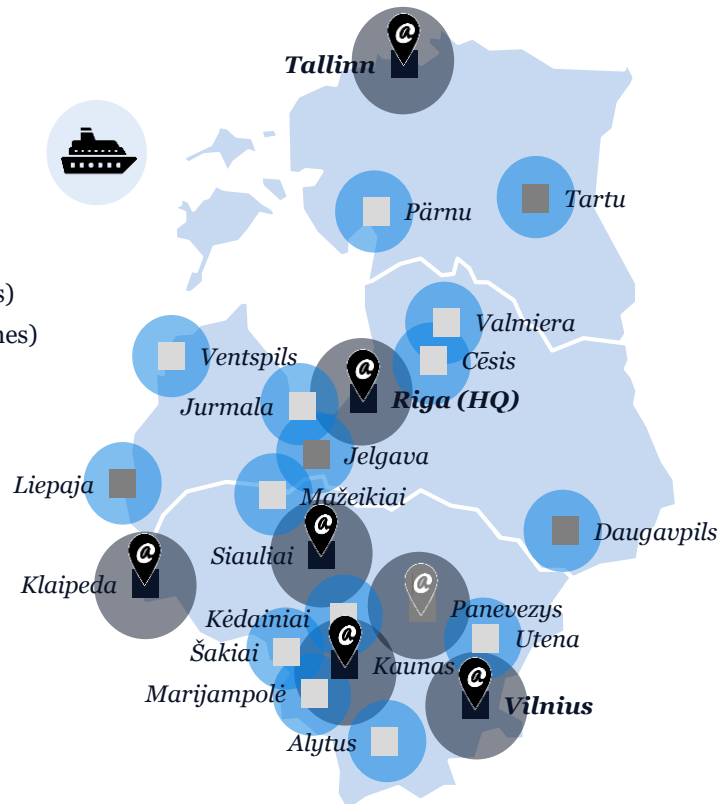 Tallinn
Pärnu
Tartu
s)
nes)
Valmiera
Ventspils
Cēsis
Jurmala
Riga (HQ)
Jelgava
Liepaja
Mažeikiai
Daugavpils
Siauliai
Klaipeda
Panevezys
Kėdainiai
Utena
Šakiai
Kaunas
Marijampolė
Vilnius
Alytus